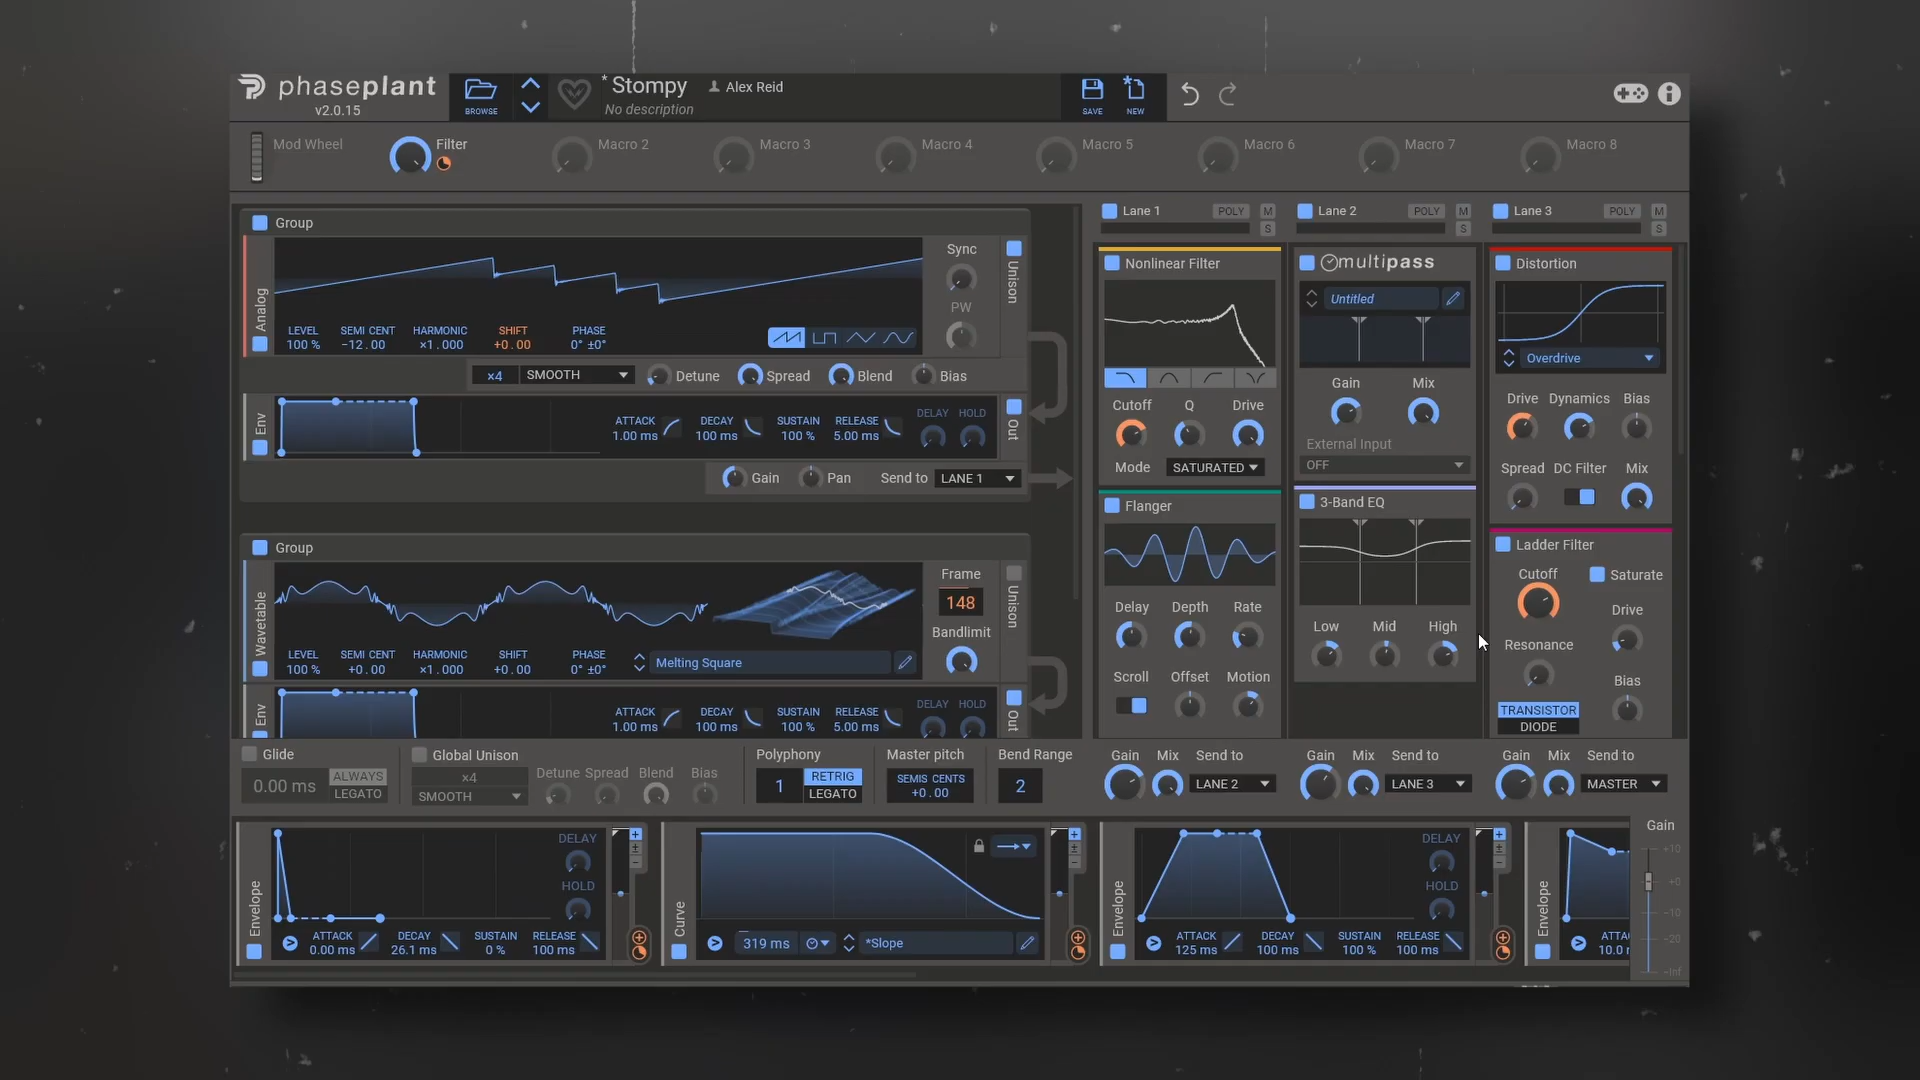 phaseplant
v2.0.15
BROWSE
* Stompy
Alex Reid
No description
SAVE
NEW
Mod Wheel
Filter
Macro 2
Macro 3
Macro 4
Macro 5
Macro 6
Macro 7
Macro 8
Group
Analog
LEVEL SEMI CENT HARMONIC SHIFT PHASE
100 % −12.00 ×1.000 +0.00 0° ±0°
Sync
PW
Unison
×4 SMOOTH Detune Spread Blend Bias
Env
ATTACK DECAY SUSTAIN RELEASE DELAY HOLD
1.00 ms 100 ms 100 % 5.00 ms
Out
Gain Pan Send to LANE 1
Group
Wavetable
LEVEL SEMI CENT HARMONIC SHIFT PHASE
100 % +0.00 ×1.000 +0.00 0° ±0°
Melting Square
Frame
148
Bandlimit
Unison
Env
ATTACK DECAY SUSTAIN RELEASE DELAY HOLD
1.00 ms 100 ms 100 % 5.00 ms
Out
Lane 1 POLY M
S
Nonlinear Filter
Cutoff Q Drive
Mode SATURATED
Flanger
Delay Depth Rate
Scroll Offset Motion
Lane 2 POLY M
S
multipass
Untitled
Gain Mix
External Input
OFF
3-Band EQ
Low Mid High
Lane 3 POLY M
S
Distortion
Overdrive
Drive Dynamics Bias
Spread DC Filter Mix
Ladder Filter
Cutoff Saturate
Drive
Resonance
Bias
TRANSISTOR
DIODE
Glide
0.00 ms ALWAYS
LEGATO
Global Unison
×4
SMOOTH
Detune Spread Blend Bias
Polyphony
1 RETRIG
LEGATO
Master pitch
SEMIS CENTS
+0.00
Bend Range
2
Gain Mix Send to
LANE 2
Gain Mix Send to
LANE 3
Gain Mix Send to
MASTER
Envelope
DELAY
HOLD
ATTACK DECAY SUSTAIN RELEASE
0.00 ms 26.1 ms 0 % 100 ms
Curve
319 ms *Slope
Envelope
DELAY
HOLD
ATTACK DECAY SUSTAIN RELEASE
125 ms 100 ms 100 % 100 ms
Envelope
ATTA
10.0 r
Gain
+10
+0
−10
−20
−Inf